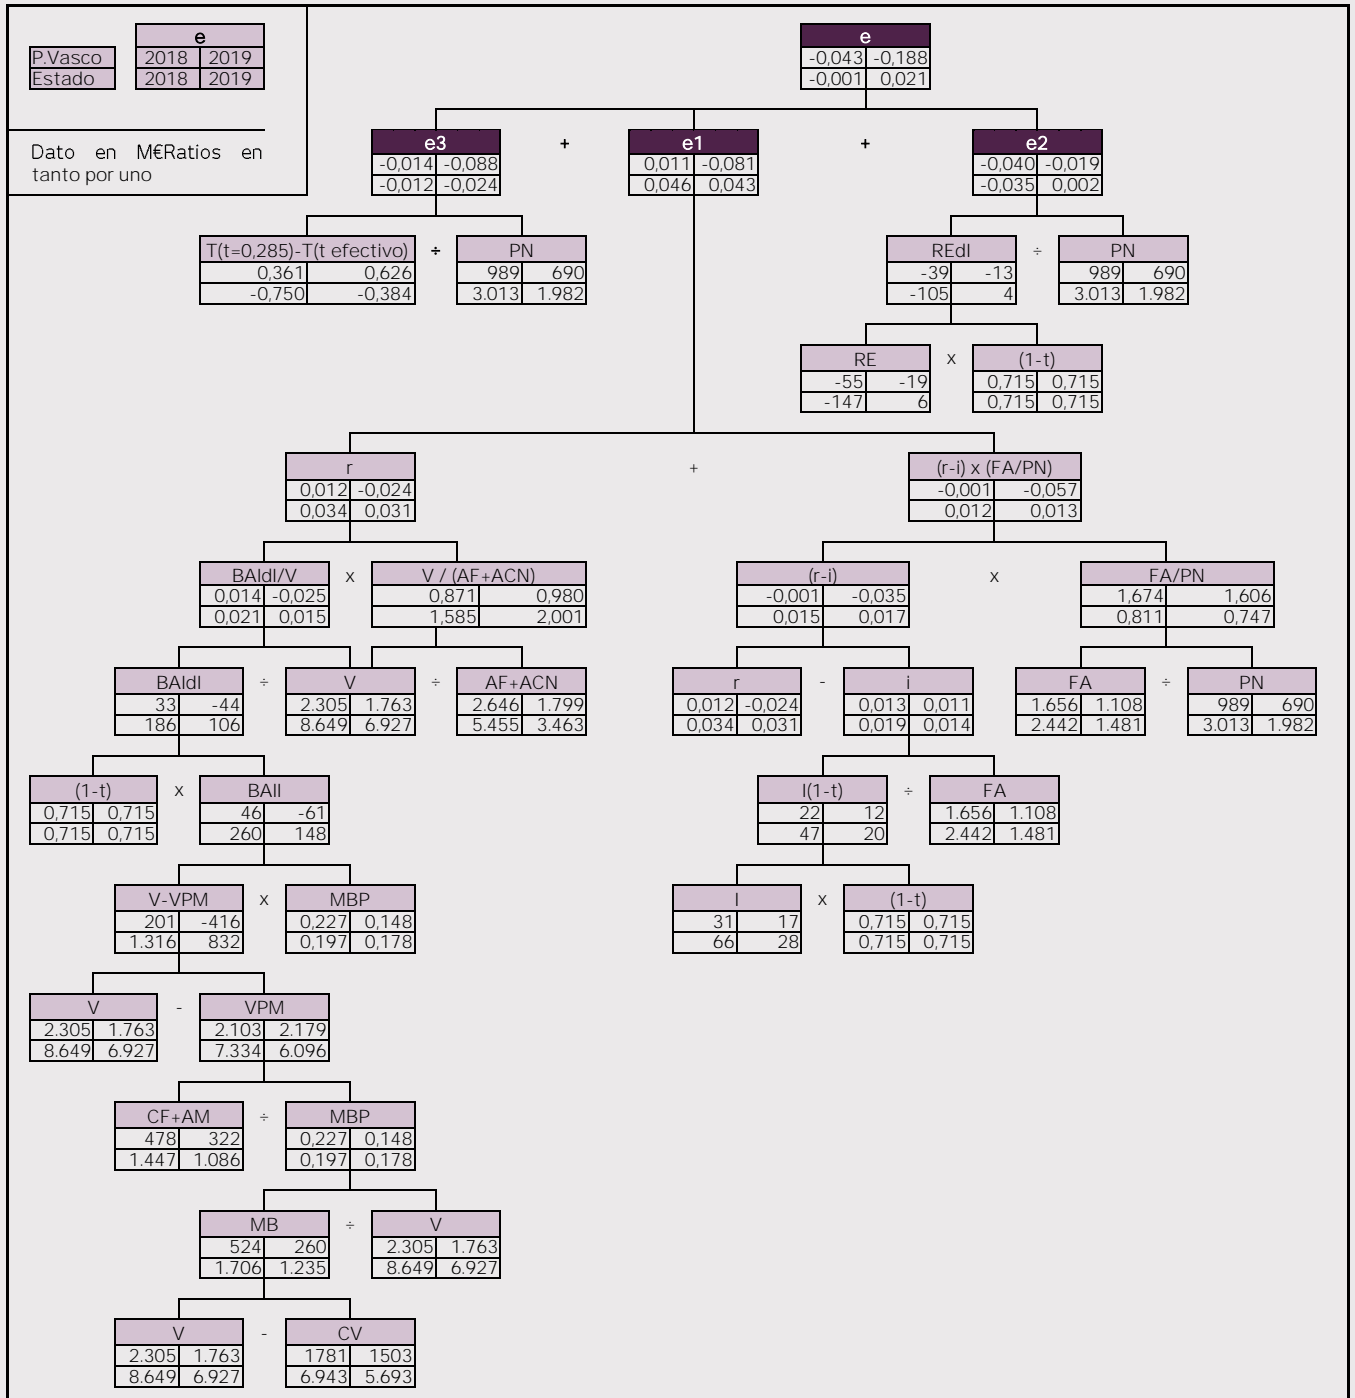 e
P.Vasco 2018 2019
Estado 2018 2019
Dato en M€Ratios en
tanto por uno
e
-0,043 -0,188
-0,001 0,021
e3 + e1 + e2
-0,014 -0,088 0,011 -0,081 -0,040 -0,019
-0,012 -0,024 0,046 0,043 -0,035 0,002
T(t=0,285)-T(t efectivo) ÷ PN REdI ÷ PN
0,361 0,626 989 690 -39 -13 989 690
-0,750 -0,384 3.013 1.982 -105 4 3.013 1.982
RE x (1-t)
-55 -19 0,715 0,715
-147 6 0,715 0,715
r + (r-i) x (FA/PN)
0,012 -0,024 -0,001 -0,057
0,034 0,031 0,012 0,013
BAIdI/V x V / (AF+ACN) (r-i) x FA/PN
0,014 -0,025 0,871 0,980 -0,001 -0,035 1,674 1,606
0,021 0,015 1,585 2,001 0,015 0,017 0,811 0,747
BAIdI ÷ V ÷ AF+ACN r - i FA ÷ PN
33 -44 2.305 1.763 2.646 1.799 0,012 -0,024 0,013 0,011 1.656 1.108 989 690
186 106 8.649 6.927 5.455 3.463 0,034 0,031 0,019 0,014 2.442 1.481 3.013 1.982
(1-t) x BAII I(1-t) ÷ FA
0,715 0,715 46 -61 22 12 1.656 1.108
0,715 0,715 260 148 47 20 2.442 1.481
V-VPM x MBP I x (1-t)
201 -416 0,227 0,148 31 17 0,715 0,715
1.316 832 0,197 0,178 66 28 0,715 0,715
V - VPM
2.305 1.763 2.103 2.179
8.649 6.927 7.334 6.096
CF+AM ÷ MBP
478 322 0,227 0,148
1.447 1.086 0,197 0,178
MB ÷ V
524 260 2.305 1.763
1.706 1.235 8.649 6.927
V - CV
2.305 1.763 1781 1503
8.649 6.927 6.943 5.693